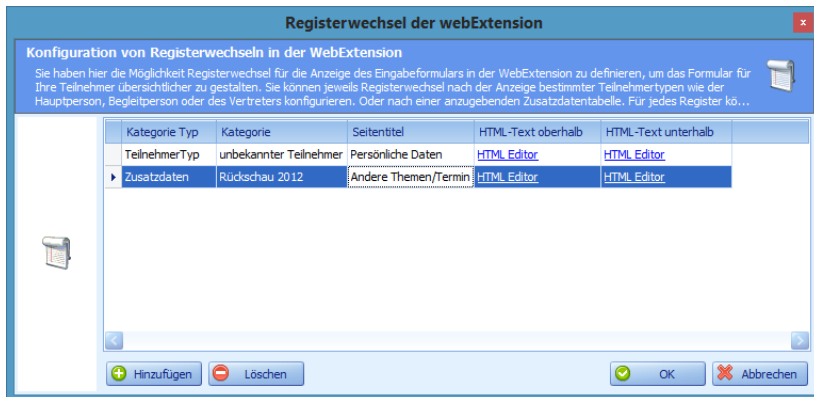 Registerwechsel der webExtension
x
Konfiguration von Registerwechseln in der WebExtension
Sie haben hier die Möglichkeit Registerwechsel für die Anzeige des Eingabeformulars in der WebExtension zu definieren, um das Formular für
Ihre Teilnehmer übersichtlicher zu gestalten. Sie können jeweils Registerwechsel nach der Anzeige bestimmter Teilnehmertypen wie der
Hauptperson, Begleitperson oder des Vertreters konfigurieren. Oder nach einer anzugebenden Zusatzdatentabelle. Für jedes Register kö...
Kategorie Typ Kategorie Seitentitel HTML-Text oberhalb HTML-Text unterhalb
TeilnehmerTyp unbekannter Teilnehmer Persönliche Daten HTML Editor HTML Editor
Zusatzdaten Rückschau 2012 Andere Themen/Termin HTML Editor HTML Editor
Hinzufügen Löschen OK Abbrechen